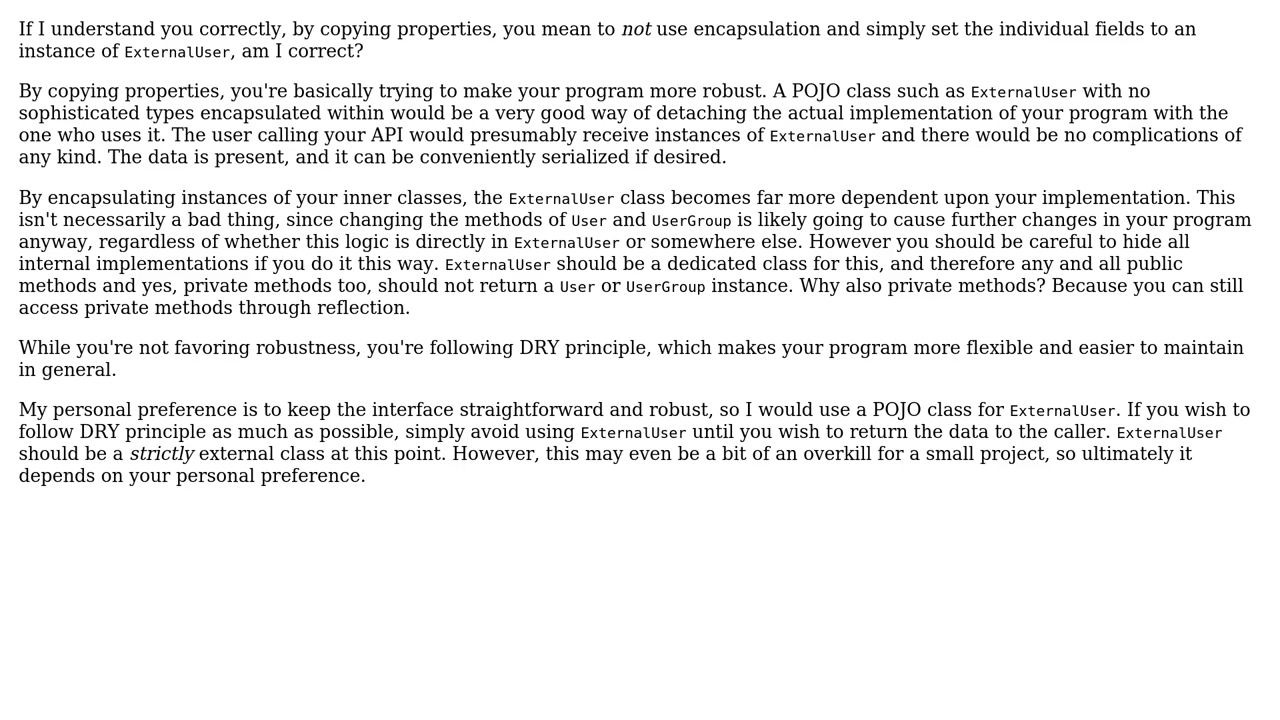 If I understand you correctly, by copying properties, you mean to not use encapsulation and simply set the individual fields to an
instance of ExternalUser, am I correct?
By copying properties, you're basically trying to make your program more robust. A POJO class such as ExternalUser with no
sophisticated types encapsulated within would be a very good way of detaching the actual implementation of your program with the
one who uses it. The user calling your API would presumably receive instances of ExternalUser and there would be no complications of
any kind. The data is present, and it can be conveniently serialized if desired.
By encapsulating instances of your inner classes, the ExternalUser class becomes far more dependent upon your implementation. This
isn't necessarily a bad thing, since changing the methods of User and UserGroup is likely going to cause further changes in your program
anyway, regardless of whether this logic is directly in ExternalUser or somewhere else. However you should be careful to hide all
internal implementations if you do it this way. ExternalUser should be a dedicated class for this, and therefore any and all public
methods and yes, private methods too, should not return a User or UserGroup instance. Why also private methods? Because you can still
access private methods through reflection.
While you're not favoring robustness, you're following DRY principle, which makes your program more flexible and easier to maintain
in general.
My personal preference is to keep the interface straightforward and robust, so I would use a POJO class for ExternalUser. If you wish to
follow DRY principle as much as possible, simply avoid using ExternalUser until you wish to return the data to the caller. ExternalUser
should be a strictly external class at this point. However, this may even be a bit of an overkill for a small project, so ultimately it
depends on your personal preference.